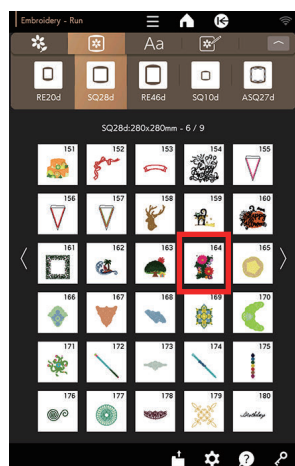 Embroidery - Run
Aa
RE20d SQ28d RE46d SQ10d ASQ27d
SQ28d:280x280mm - 6 / 9
151 152 153 154 155
156 157 158 159 160
161 162 163 164 165
166 167 168 169 170
171 172 173 174 175
176 177 178 179 180
Birthday